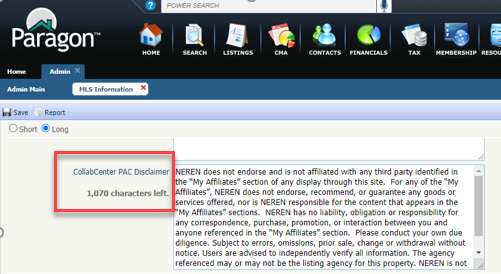 POWER SEARCH
Paragon™
HOME SEARCH LISTINGS CMA CONTACTS FINANCIALS TAX MEMBERSHIP RESOU
Home Admin
Admin Main MLS Information
Save Report
Short Long
CollabCenter PAC Disclaimer
1,070 characters left.
NEREN does not endorse and is not affiliated with any third party identified
in the “My Affiliates” section of any display through this site. For any of the “My
Affiliates”, NEREN does not endorse, recommend, or guarantee any goods or
services offered, nor is NEREN responsible for the content that appears in the
“My Affiliates” sections. NEREN has no liability, obligation or responsibility for
any correspondence, purchase, promotion, or interaction between you and
anyone referenced in the “My Affiliates” section. Please conduct your own due
diligence. Subject to errors, omissions, prior sale, change or withdrawal without
notice. Users are advised to independently verify all information. The agency
referenced may or may not be the listing agency for this property. NEREN is not